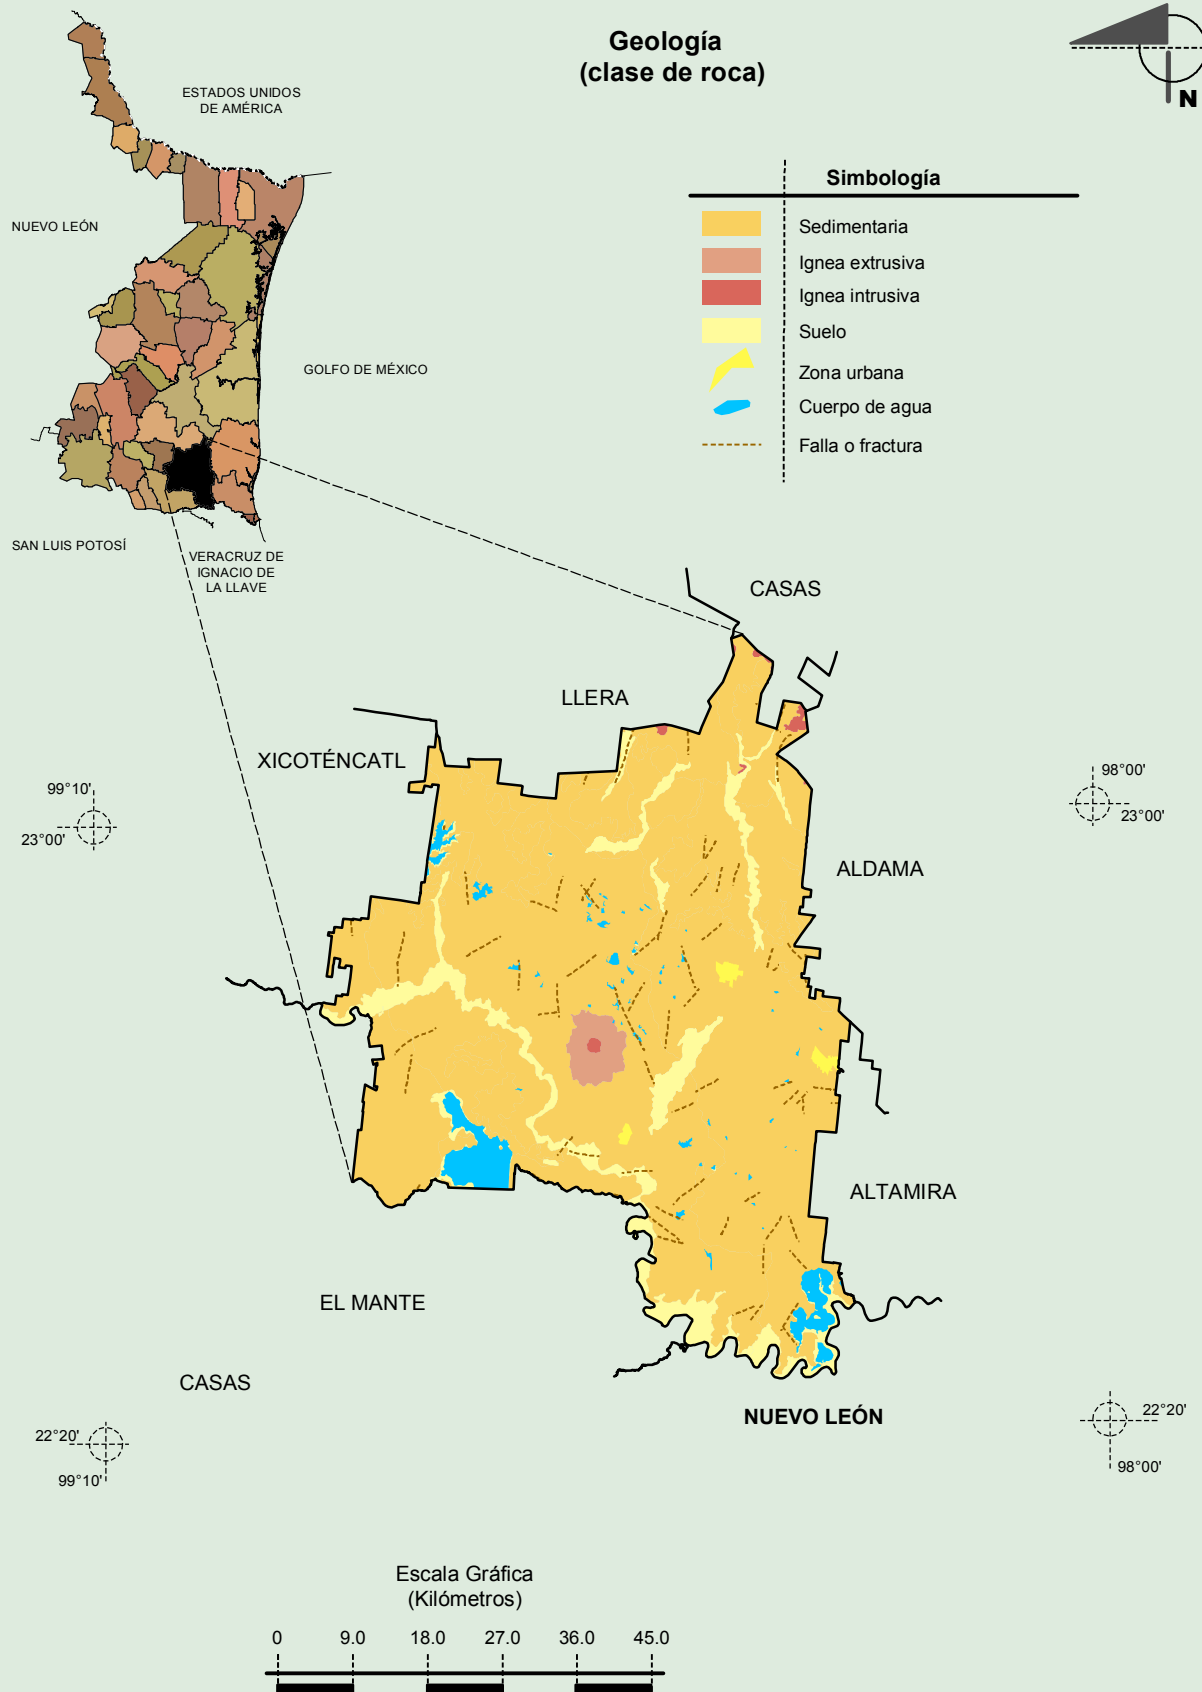 Geología
(clase de roca)
N
ESTADOS UNIDOS
DE AMÉRICA
NUEVO LEÓN
GOLFO DE MÉXICO
SAN LUIS POTOSÍ
VERACRUZ DE
IGNACIO DE
LA LLAVE
Simbología
Sedimentaria
Ignea extrusiva
Ignea intrusiva
Suelo
Zona urbana
Cuerpo de agua
Falla o fractura
CASAS
LLERA
XICOTÉNCATL
99°10'
23°00'
98°00'
23°00'
ALDAMA
ALTAMIRA
EL MANTE
CASAS
NUEVO LEÓN
22°20'
99°10'
22°20'
98°00'
Escala Gráfica
(Kilómetros)
0 9.0 18.0 27.0 36.0 45.0